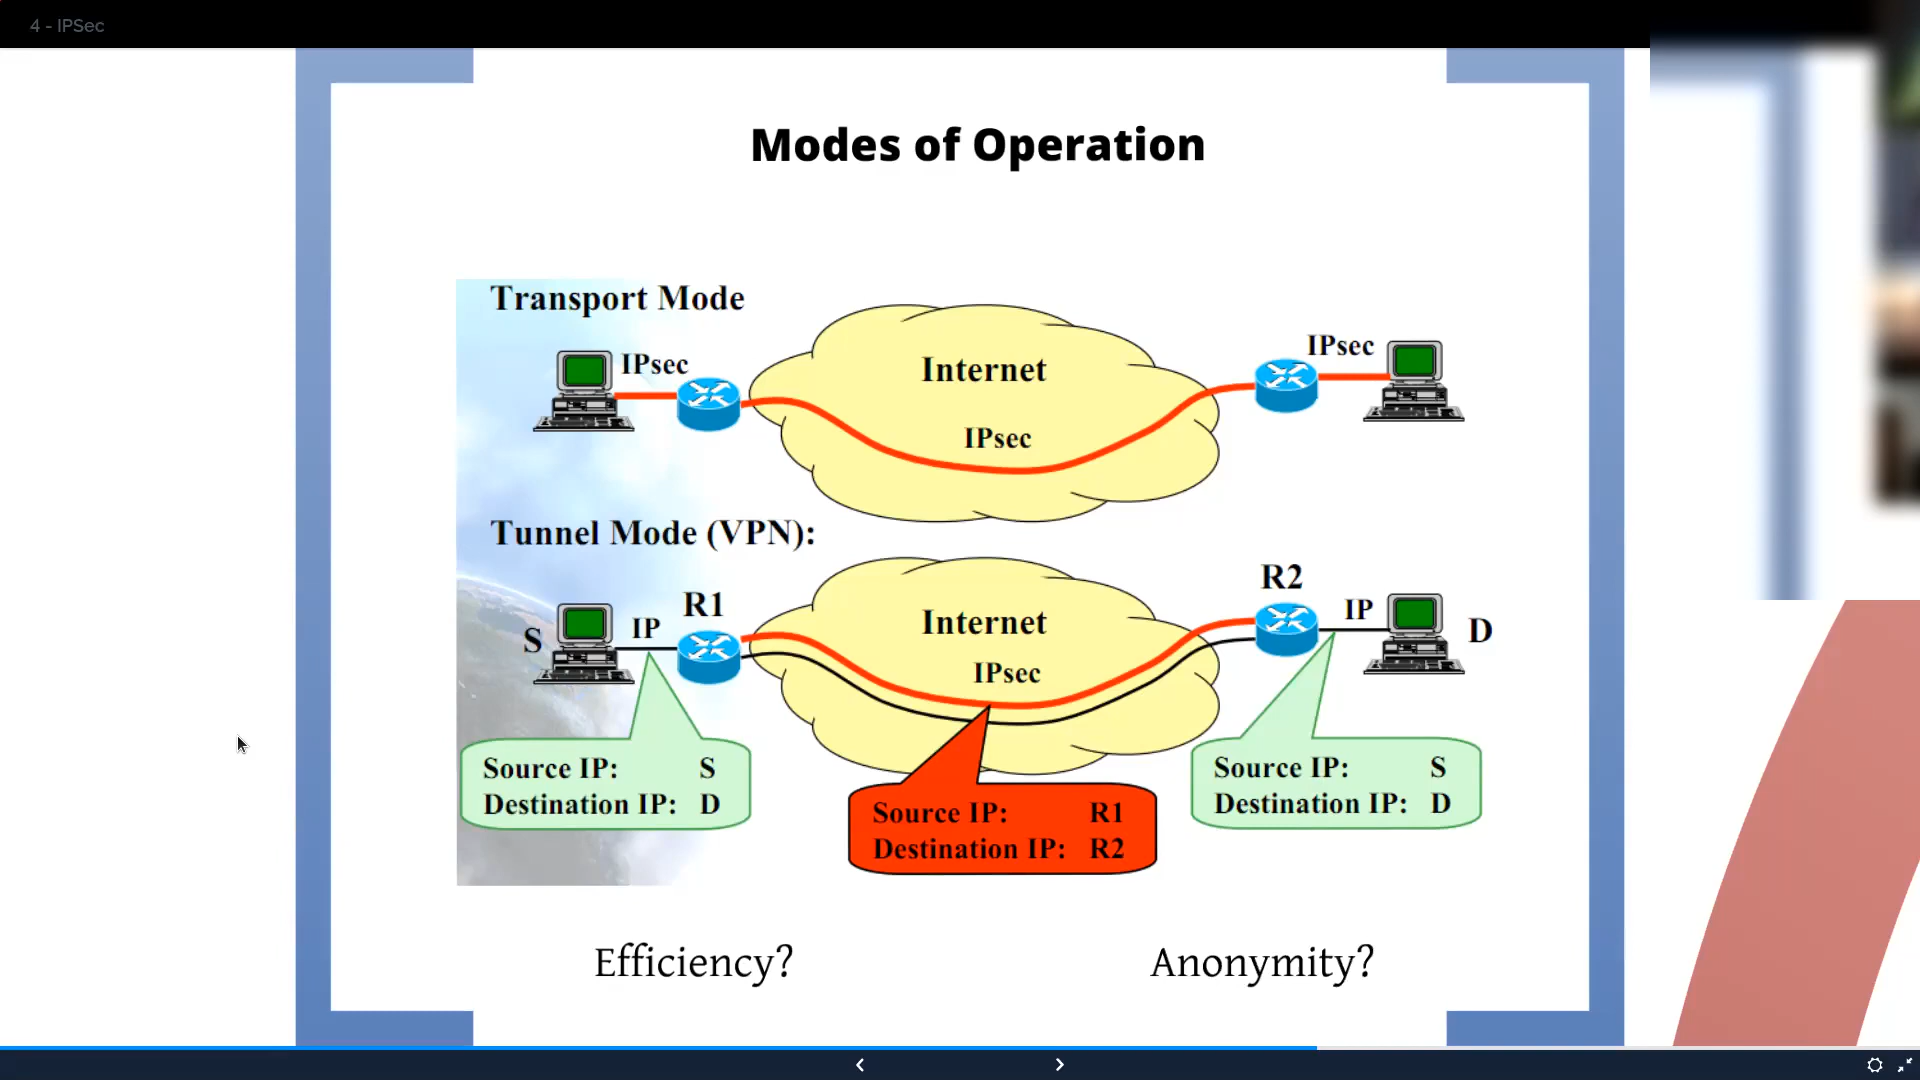 4 - IPSec
Modes of Operation
Transport Mode
IPsec
Internet
IPsec
IPsec
Tunnel Mode (VPN):
S
IP
R1
Internet
IPsec
R2
IP
D
Source IP: S
Destination IP: D
Source IP: R1
Destination IP: R2
Source IP: S
Destination IP: D
Efficiency?
Anonymity?